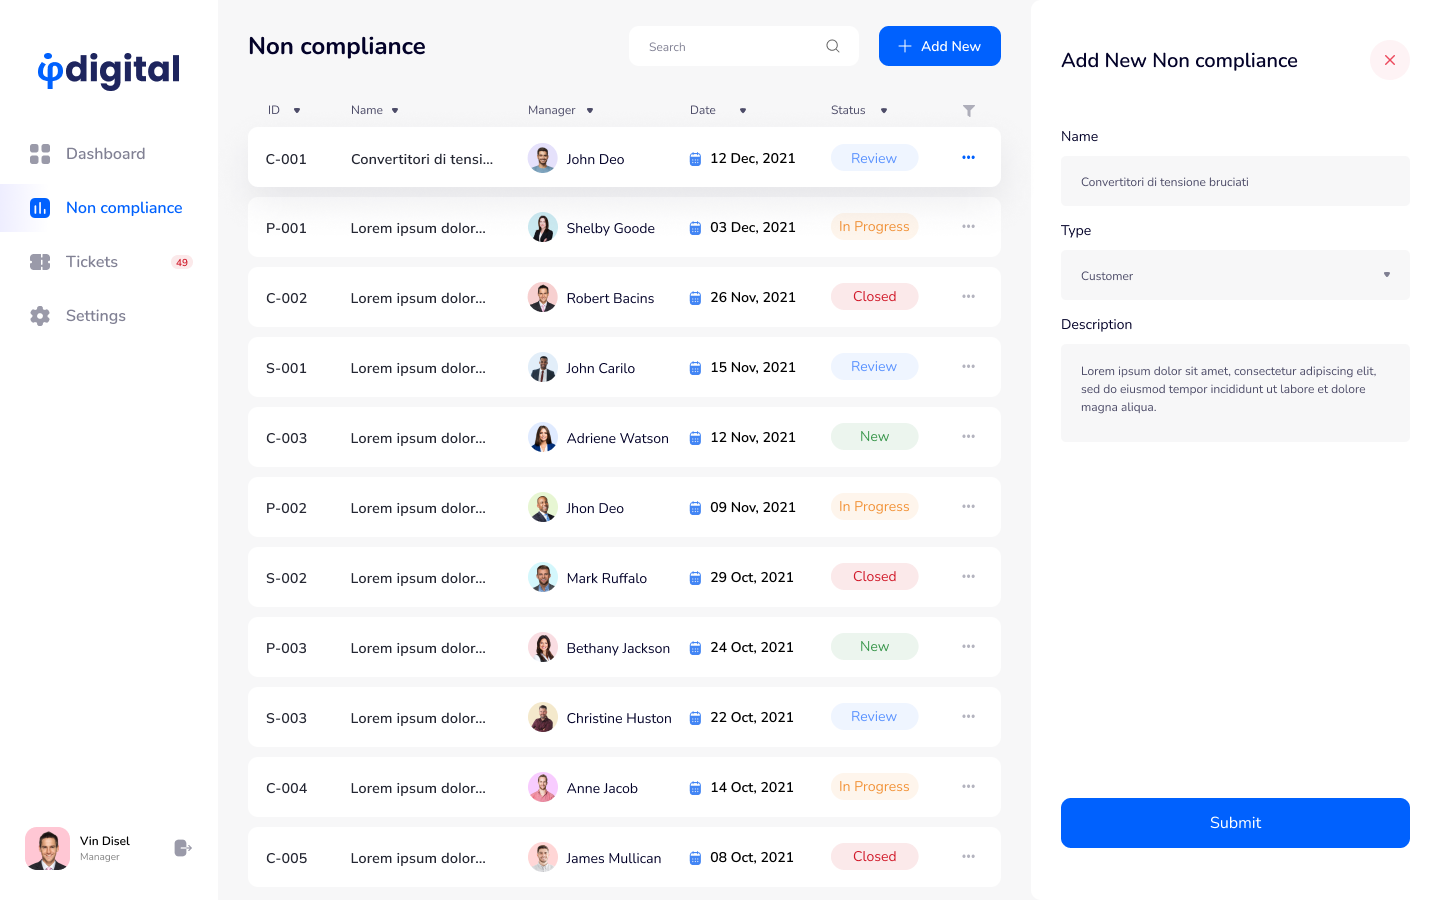 φdigital
Dashboard
Non compliance
Tickets 49
Settings
Vin Disel
Manager
Non compliance
Search
Add New
ID Name Manager Date Status
C-001 Convertitori di tensi... John Deo 12 Dec, 2021 Review
P-001 Lorem ipsum dolor... Shelby Goode 03 Dec, 2021 In Progress
C-002 Lorem ipsum dolor... Robert Bacins 26 Nov, 2021 Closed
S-001 Lorem ipsum dolor... John Carilo 15 Nov, 2021 Review
C-003 Lorem ipsum dolor... Adriene Watson 12 Nov, 2021 New
P-002 Lorem ipsum dolor... Jhon Deo 09 Nov, 2021 In Progress
S-002 Lorem ipsum dolor... Mark Ruffalo 29 Oct, 2021 Closed
P-003 Lorem ipsum dolor... Bethany Jackson 24 Oct, 2021 New
S-003 Lorem ipsum dolor... Christine Huston 22 Oct, 2021 Review
C-004 Lorem ipsum dolor... Anne Jacob 14 Oct, 2021 In Progress
C-005 Lorem ipsum dolor... James Mullican 08 Oct, 2021 Closed
Add New Non compliance
Name
Convertitori di tensione bruciati
Type
Customer
Description
Lorem ipsum dolor sit amet, consectetur adipiscing elit,
sed do eiusmod tempor incididunt ut labore et dolore
magna aliqua.
Submit